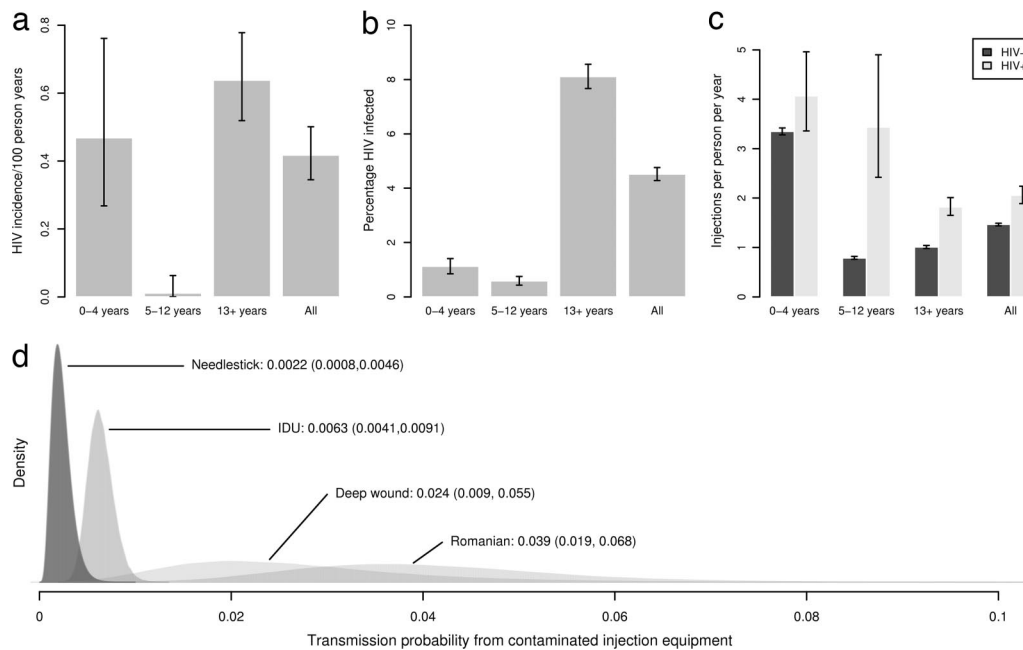 a
HIV incidence/100 person years
0.0
0.2
0.4
0.6
0.8
0−4 years
5−12 years
13+ years
All
b
Percentage HIV infected
0
2
4
6
8
10
0−4 years
5−12 years
13+ years
All
c
Injections per person per year
0
1
2
3
4
5
HIV-
HIV+
0−4 years
5−12 years
13+ years
All
d
Density
Needlestick: 0.0022 (0.0008,0.0046)
IDU: 0.0063 (0.0041,0.0091)
Deep wound: 0.024 (0.009, 0.055)
Romanian: 0.039 (0.019, 0.068)
0
0.02
0.04
0.06
0.08
0.1
Transmission probability from contaminated injection equipment